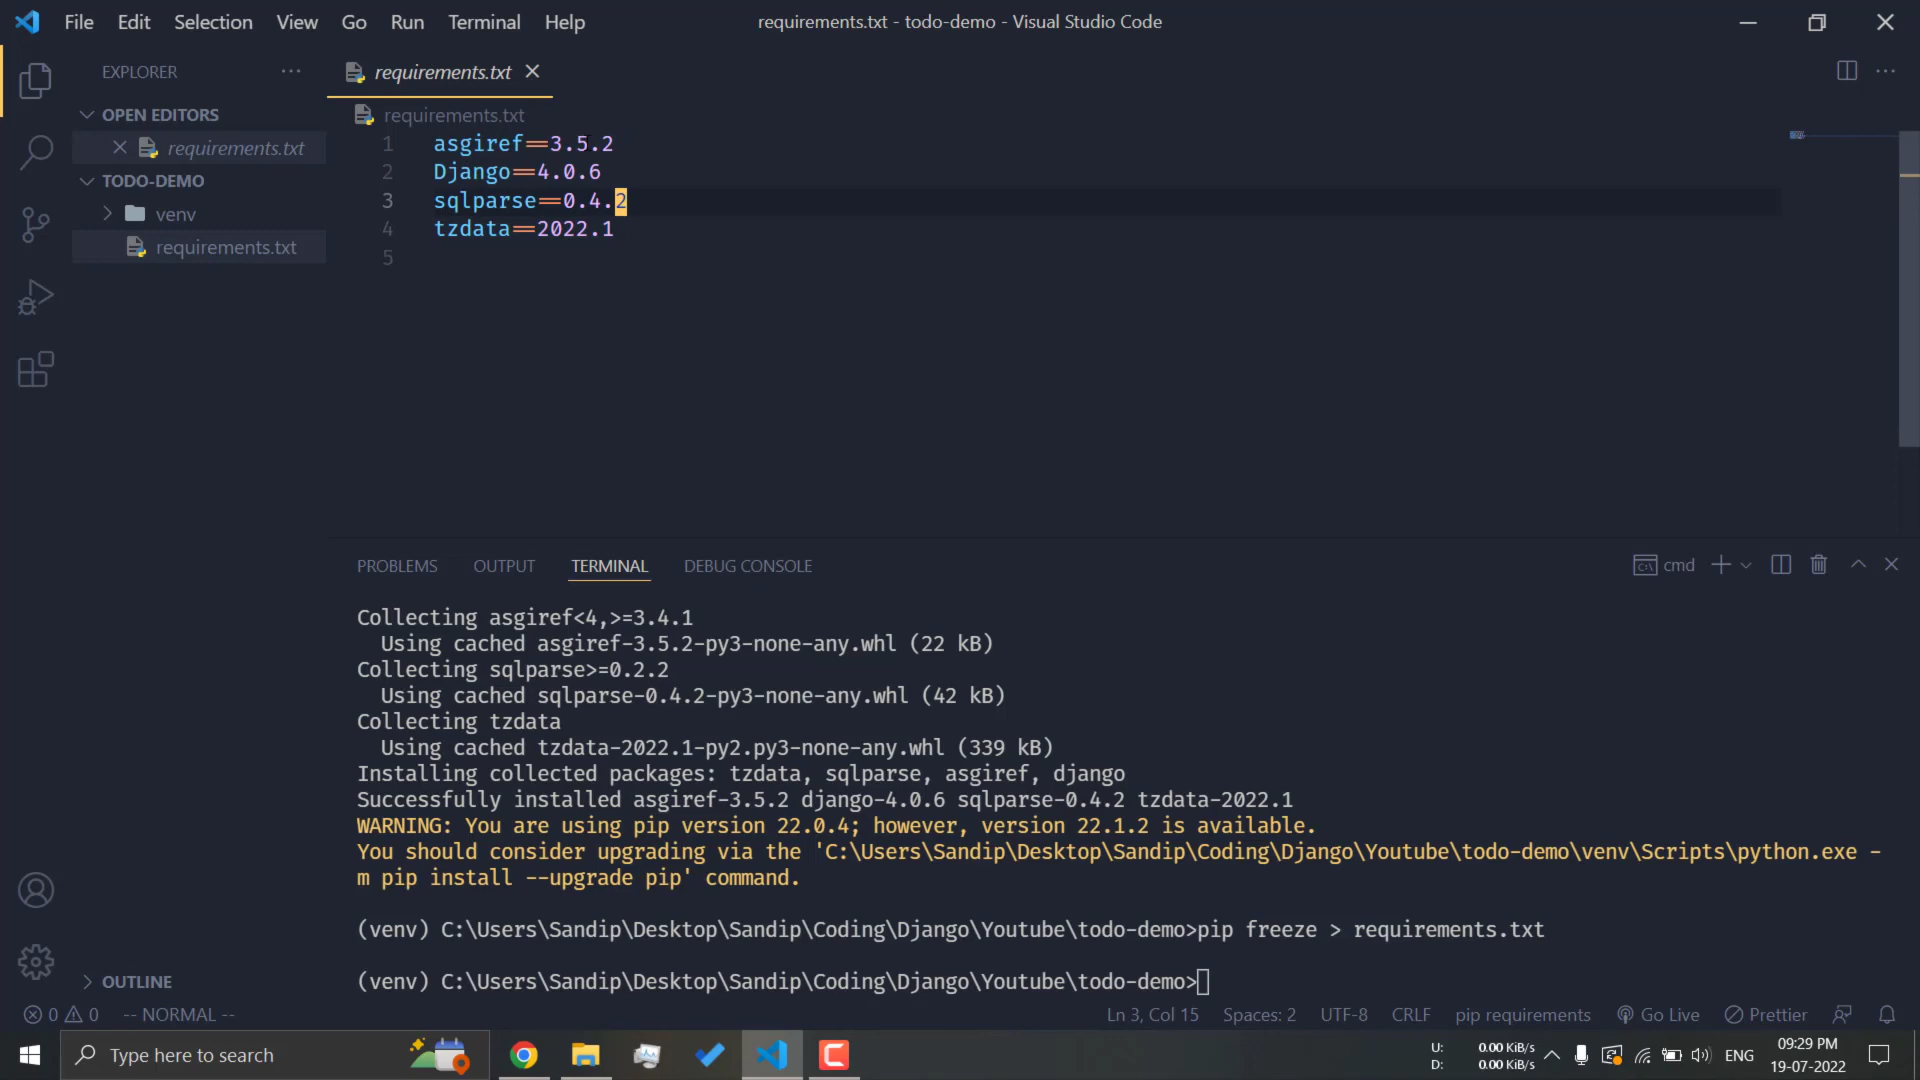 File Edit Selection View Go Run Terminal Help
requirements.txt - todo-demo - Visual Studio Code
EXPLORER
OPEN EDITORS
requirements.txt
TODO-DEMO
venv
requirements.txt
OUTLINE
requirements.txt
requirements.txt
1 asgiref==3.5.2
2 Django==4.0.6
3 sqlparse==0.4.2
4 tzdata==2022.1
5
PROBLEMS OUTPUT TERMINAL DEBUG CONSOLE
cmd
Collecting asgiref<4,>=3.4.1
Using cached asgiref-3.5.2-py3-none-any.whl (22 kB)
Collecting sqlparse>=0.2.2
Using cached sqlparse-0.4.2-py3-none-any.whl (42 kB)
Collecting tzdata
Using cached tzdata-2022.1-py2.py3-none-any.whl (339 kB)
Installing collected packages: tzdata, sqlparse, asgiref, django
Successfully installed asgiref-3.5.2 django-4.0.6 sqlparse-0.4.2 tzdata-2022.1
WARNING: You are using pip version 22.0.4; however, version 22.1.2 is available.
You should consider upgrading via the 'C:\Users\Sandip\Desktop\Sandip\Coding\Django\Youtube\todo-demo\venv\Scripts\python.exe -
m pip install --upgrade pip' command.
(venv) C:\Users\Sandip\Desktop\Sandip\Coding\Django\Youtube\todo-demo>pip freeze > requirements.txt
(venv) C:\Users\Sandip\Desktop\Sandip\Coding\Django\Youtube\todo-demo>
0 0 -- NORMAL -- Ln 3, Col 15 Spaces: 2 UTF-8 CRLF pip requirements Go Live Prettier
Type here to search
U: 0.00 KiB/s
D: 0.00 KiB/s
ENG
09:29 PM
19-07-2022